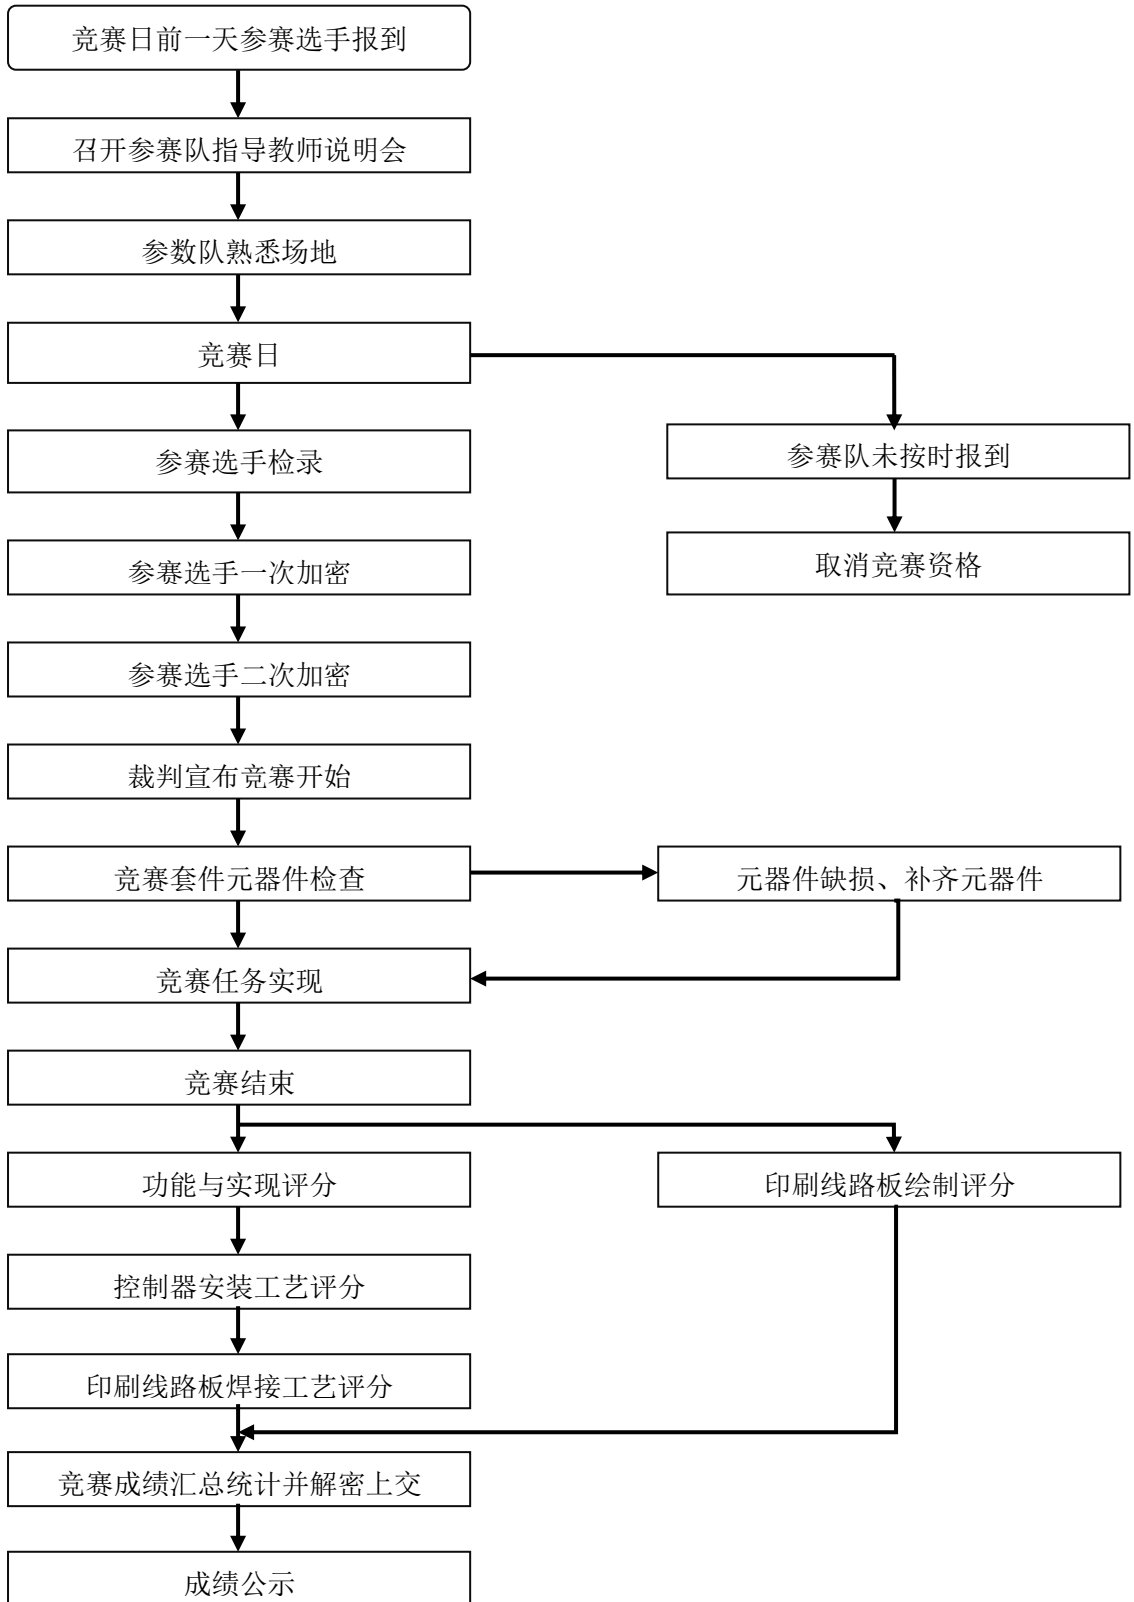 竞赛日前一天参赛选手报到
召开参赛队指导教师说明会
参数队熟悉场地
竞赛日
参赛选手检录
参赛队未按时报到
参赛选手一次加密
取消竞赛资格
参赛选手二次加密
裁判宣布竞赛开始
竞赛套件元器件检查
元器件缺损、补齐元器件
竞赛任务实现
竞赛结束
功能与实现评分
印刷线路板绘制评分
控制器安装工艺评分
印刷线路板焊接工艺评分
竞赛成绩汇总统计并解密上交
成绩公示